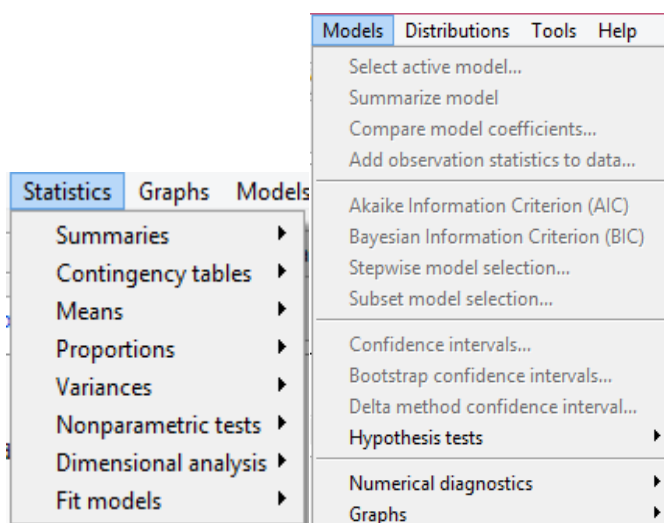 Statistics Graphs Models
Summaries
Contingency tables
Means
Proportions
Variances
Nonparametric tests
Dimensional analysis
Fit models
Models Distributions Tools Help
Select active model...
Summarize model
Compare model coefficients...
Add observation statistics to data...
Akaike Information Criterion (AIC)
Bayesian Information Criterion (BIC)
Stepwise model selection...
Subset model selection...
Confidence intervals...
Bootstrap confidence intervals...
Delta method confidence interval...
Hypothesis tests
Numerical diagnostics
Graphs